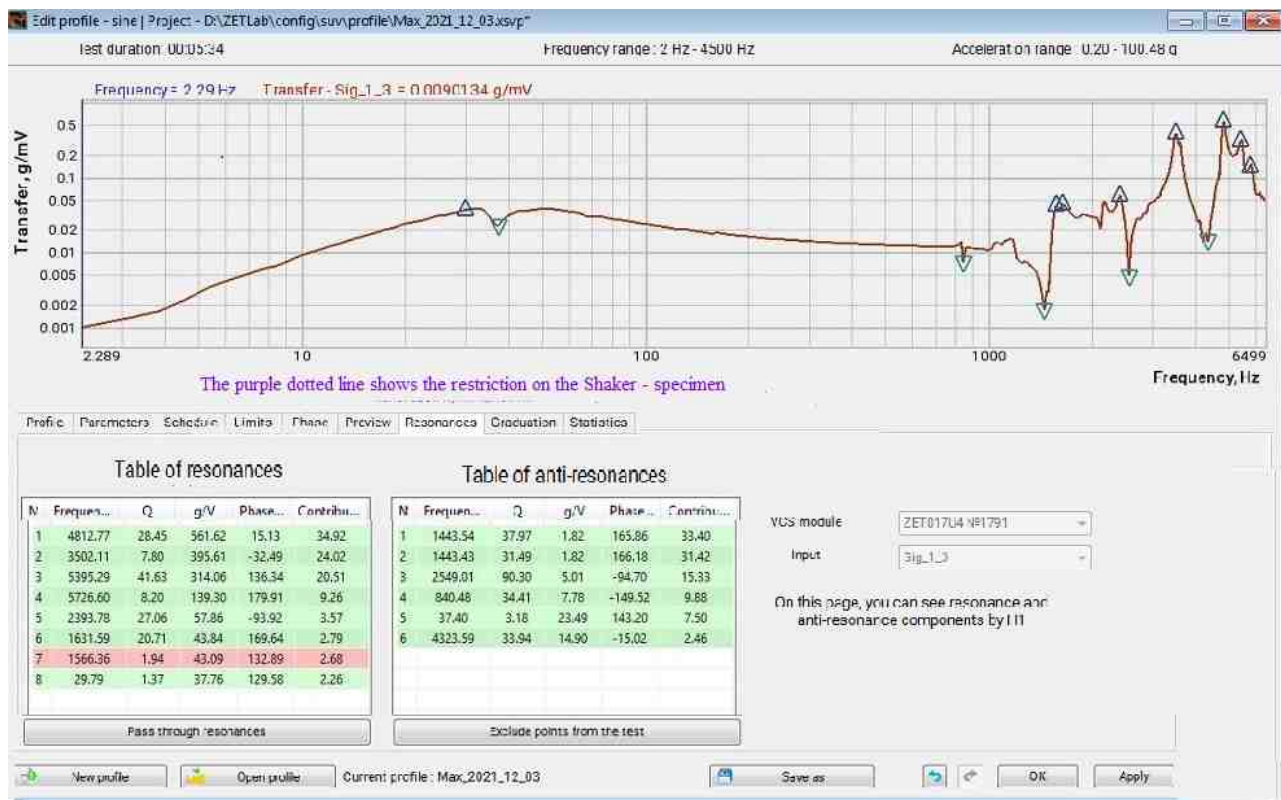 Edit profile - sine | Project - D:\ZETLab\config\suv\profile\Max_2021_12_03.xsvp*
Test duration: 00:05:34 Frequency range: 2 Hz - 4500 Hz Acceleration range: 0.20 - 100.48 g
Frequency = 2.29 Hz Transfer - Sig_1_3 = 0.0090134 g/mV
Transfer, g/mV
0.5
0.2
0.1
0.05
0.02
0.01
0.005
0.002
0.001
2.289 10 100 1000 6499
Frequency, Hz
The purple dotted line shows the restriction on the Shaker - specimen
Profile Parameters Schedule Limits Phase Preview Resonances Graduation Statistics
Table of resonances
N Frequen... Q g/V Phase... Contribu...
1 4812.77 28.45 561.62 15.13 34.92
2 3502.11 7.80 395.61 -32.49 24.02
3 5395.29 41.63 314.06 136.34 20.51
4 5726.60 8.20 139.30 179.91 9.26
5 2393.78 27.06 57.86 -93.92 3.57
6 1631.59 20.71 43.84 169.64 2.79
7 1566.36 1.94 43.09 132.89 2.68
8 29.79 1.37 37.76 129.58 2.26
Pass through resonances
Table of anti-resonances
N Frequen... Q g/V Phase... Contribu...
1 1443.54 37.97 1.82 165.86 33.40
2 1443.43 31.49 1.82 166.18 31.42
3 2549.01 90.30 5.01 -94.70 15.33
4 840.48 34.41 7.78 -149.52 9.88
5 37.40 3.18 23.49 143.20 7.50
6 4323.59 33.94 14.90 -15.02 2.46
Exclude points from the test
VCS module ZET017U4 №1791
Input Sig_1_3
On this page, you can see resonance and
anti-resonance components by H1
New profile Open profile Current profile: Max_2021_12_03 Save as OK Apply